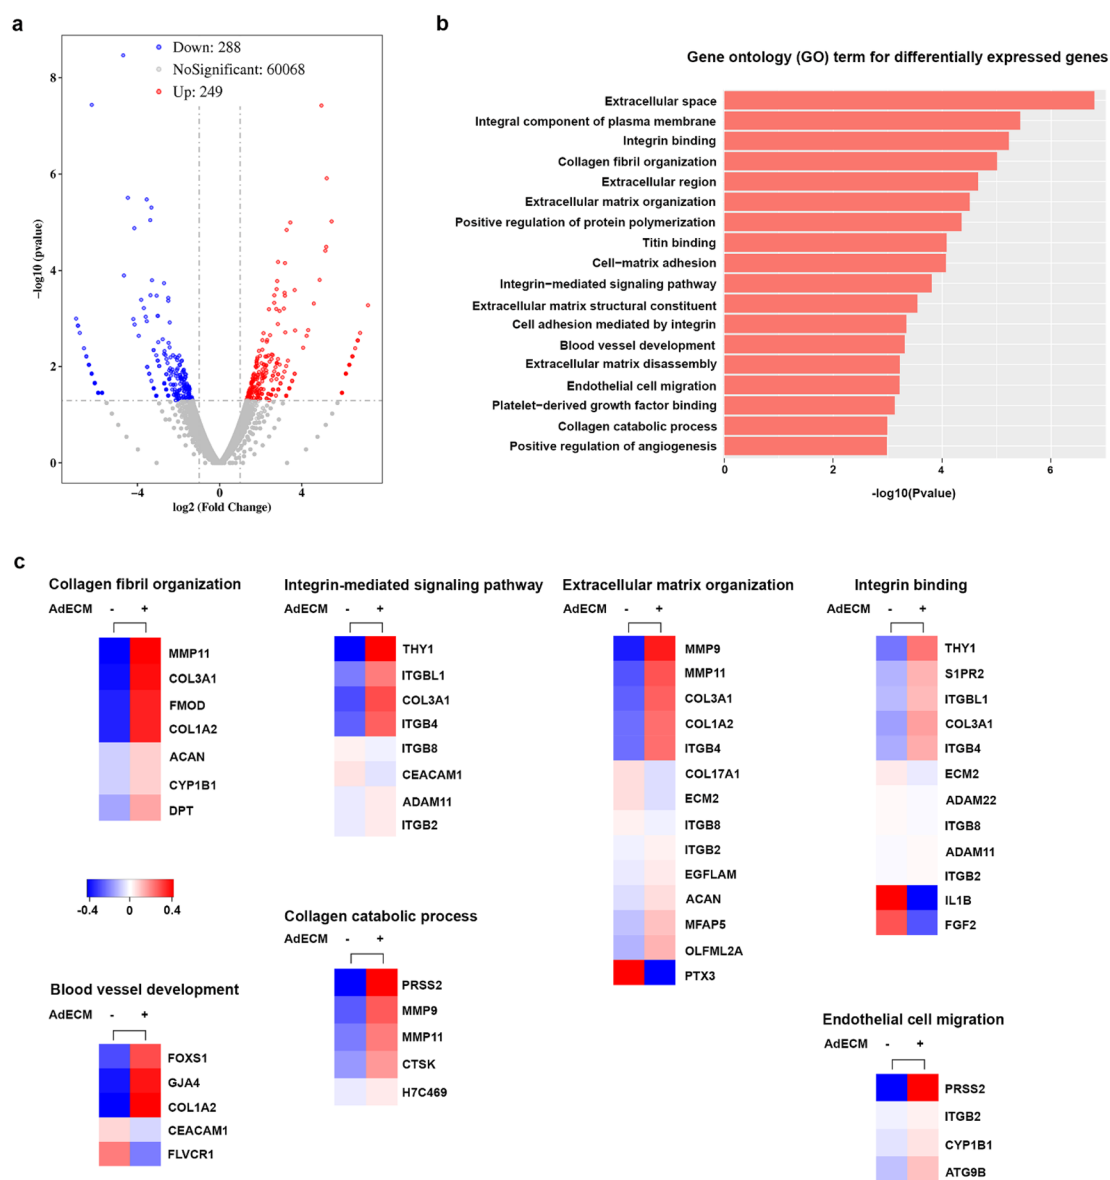 a
Down: 288
NoSignificant: 60068
Up: 249
8
6
4
2
0
−log10 (pvalue)
−4
0
4
log2 (Fold Change)
b
Gene ontology (GO) term for differentially expressed genes
Extracellular space
Integral component of plasma membrane
Integrin binding
Collagen fibril organization
Extracellular region
Extracellular matrix organization
Positive regulation of protein polymerization
Titin binding
Cell−matrix adhesion
Integrin−mediated signaling pathway
Extracellular matrix structural constituent
Cell adhesion mediated by integrin
Blood vessel development
Extracellular matrix disassembly
Endothelial cell migration
Platelet−derived growth factor binding
Collagen catabolic process
Positive regulation of angiogenesis
0
2
4
6
-log10(Pvalue)
c
Collagen fibril organization
AdECM - +
MMP11
COL3A1
FMOD
COL1A2
ACAN
CYP1B1
DPT
-0.4 0 0.4
Integrin-mediated signaling pathway
AdECM - +
THY1
ITGBL1
COL3A1
ITGB4
ITGB8
CEACAM1
ADAM11
ITGB2
Extracellular matrix organization
AdECM - +
MMP9
MMP11
COL3A1
COL1A2
ITGB4
COL17A1
ECM2
ITGB8
ITGB2
EGFLAM
ACAN
MFAP5
OLFML2A
PTX3
Integrin binding
AdECM - +
THY1
S1PR2
ITGBL1
COL3A1
ITGB4
ECM2
ADAM22
ITGB8
ADAM11
ITGB2
IL1B
FGF2
Blood vessel development
AdECM - +
FOXS1
GJA4
COL1A2
CEACAM1
FLVCR1
Collagen catabolic process
AdECM - +
PRSS2
MMP9
MMP11
CTSK
H7C469
Endothelial cell migration
AdECM - +
PRSS2
ITGB2
CYP1B1
ATG9B